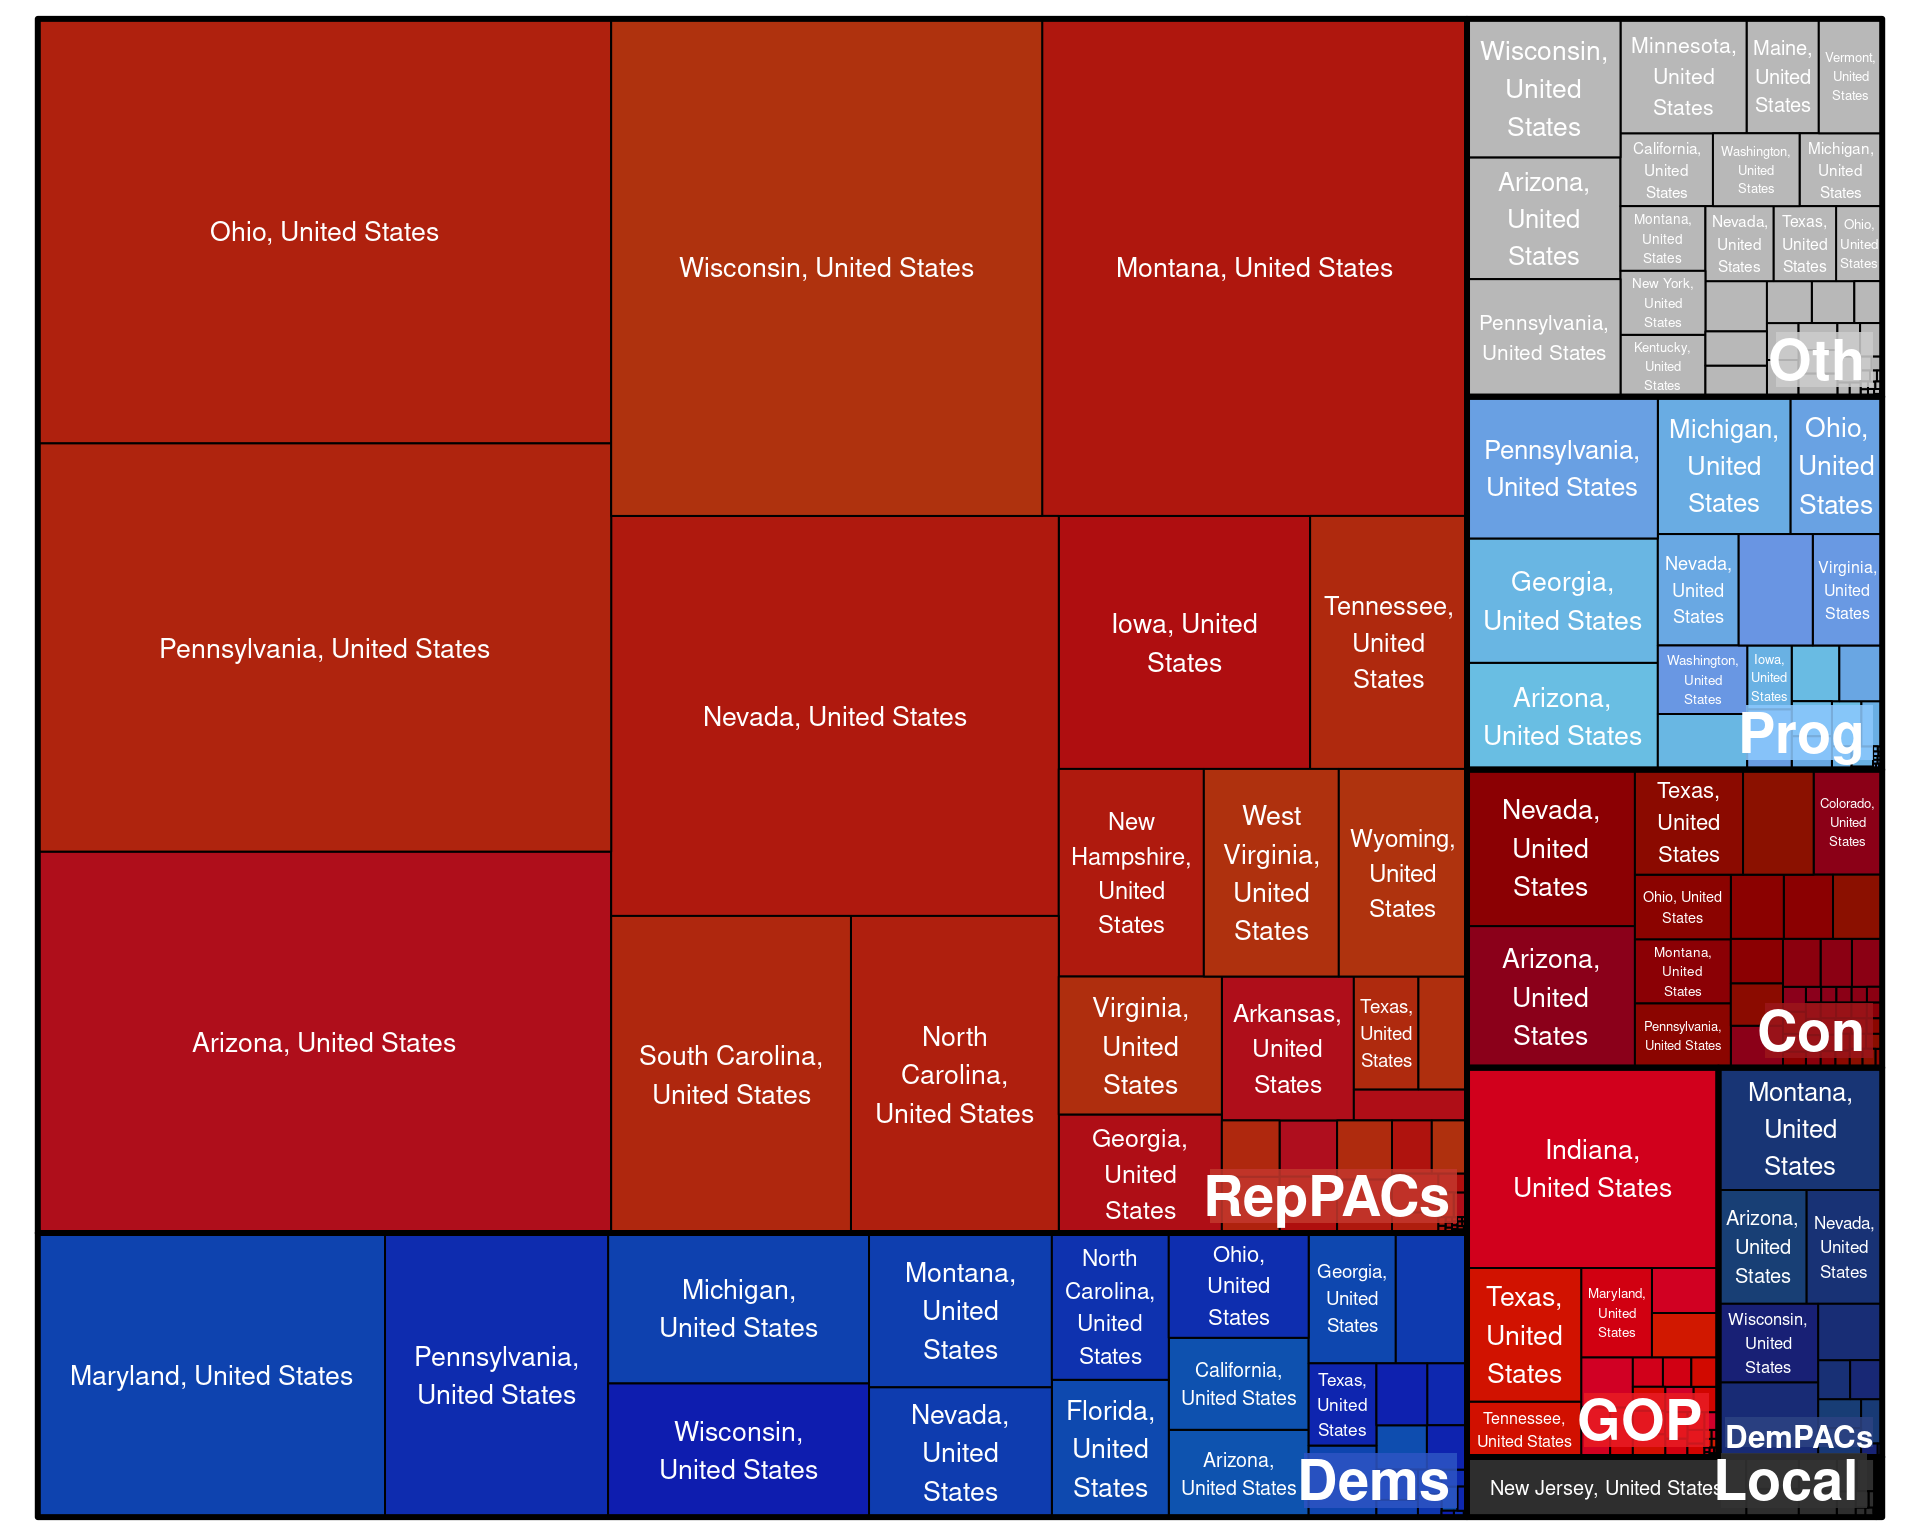 Ohio, United States
Pennsylvania, United States
Arizona, United States
Wisconsin, United States
Montana, United States
Nevada, United States
South Carolina,
United States
North
Carolina,
United States
Iowa, United
States
Tennessee,
United
States
New
Hampshire,
United
States
West
Virginia,
United
States
Wyoming,
United
States
Virginia,
United
States
Georgia,
United
States
Arkansas,
United
States
Texas,
United
States
RepPACs
Maryland, United States
Pennsylvania,
United States
Michigan,
United States
Wisconsin,
United States
Montana,
United
States
Nevada,
United
States
North
Carolina,
United
States
Florida,
United
States
Ohio,
United
States
California,
United States
Arizona,
United States
Georgia,
United
States
Texas,
United
States
Dems
Wisconsin,
United
States
Arizona,
United
States
Pennsylvania,
United States
Minnesota,
United
States
Maine,
United
States
Vermont,
United
States
California,
United
States
Washington,
United
States
Michigan,
United
States
Montana,
United
States
New York,
United
States
Kentucky,
United
States
Nevada,
United
States
Texas,
United
States
Ohio,
United
States
Oth
Pennsylvania,
United States
Georgia,
United States
Arizona,
United States
Michigan,
United
States
Ohio,
United
States
Nevada,
United
States
Virginia,
United
States
Washington,
United
States
Iowa,
United
States
Prog
Nevada,
United
States
Arizona,
United
States
Texas,
United
States
Colorado,
United
States
Ohio, United
States
Montana,
United
States
Pennsylvania,
United States
Con
Indiana,
United States
Texas,
United
States
Tennessee,
United States
Maryland,
United
States
GOP
Montana,
United
States
Arizona,
United
States
Nevada,
United
States
Wisconsin,
United
States
DemPACs
New Jersey, United States
Local